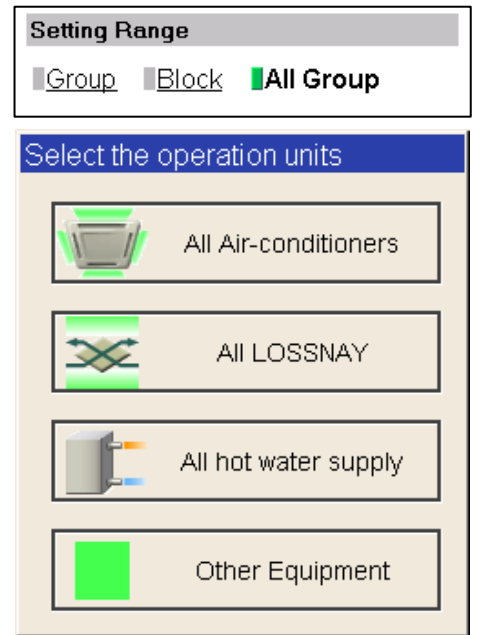 Setting Range
Group Block All Group
Select the operation units
All Air-conditioners
All LOSSNAY
All hot water supply
Other Equipment